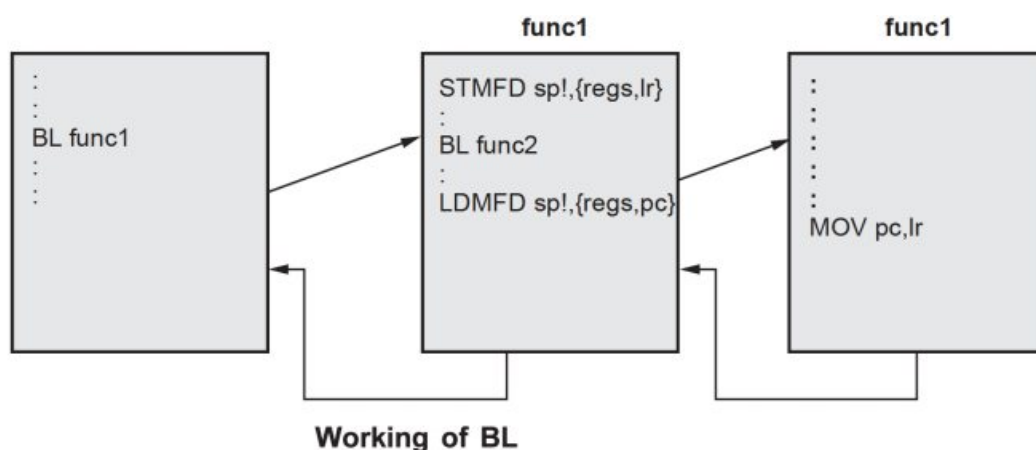 func1
func1
:
:
BL func1
:
:
STMFD sp!,{regs,lr}
:
BL func2
:
LDMFD sp!,{regs,pc}
:
:
:
:
:
MOV pc,lr
Working of BL